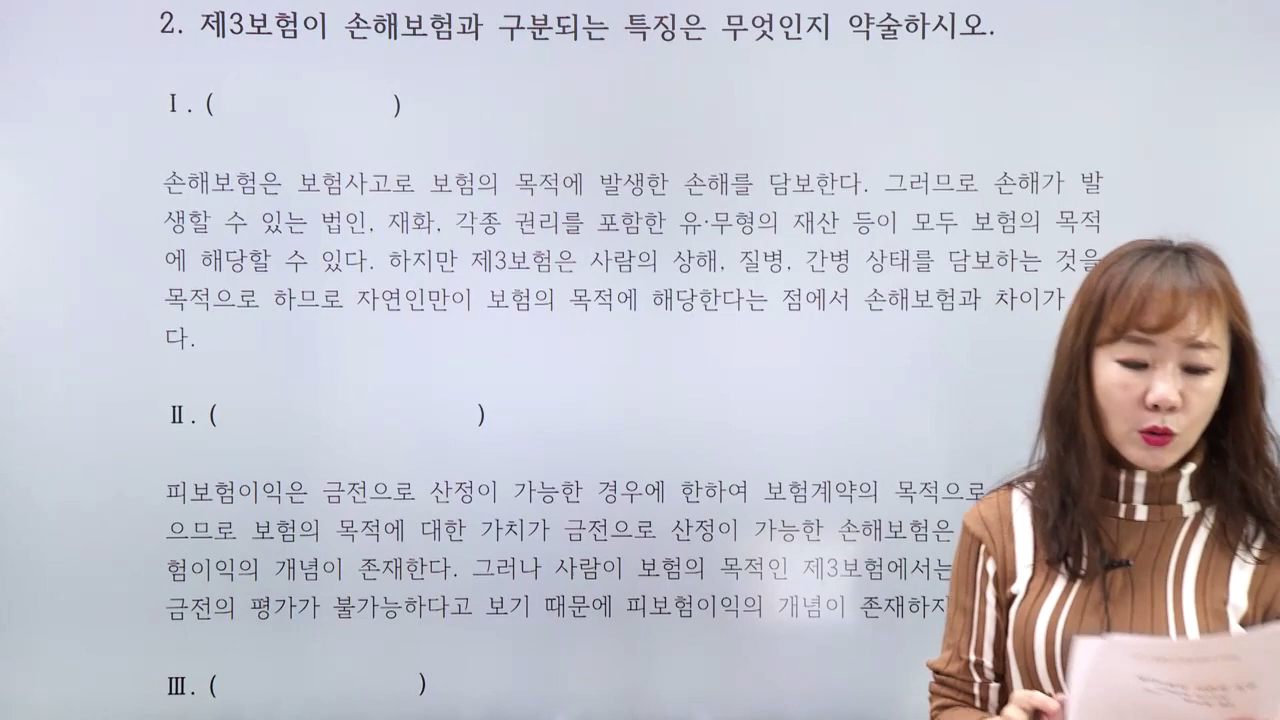 2. 제3보험이 손해보험과 구분되는 특징은 무엇인지 약술하시오.
Ⅰ. ( )
손해보험은 보험사고로 보험의 목적에 발생한 손해를 담보한다. 그러므로 손해가 발
생할 수 있는 법인, 재화, 각종 권리를 포함한 유·무형의 재산 등이 모두 보험의 목적
에 해당할 수 있다. 하지만 제3보험은 사람의 상해, 질병, 간병 상태를 담보하는 것을
목적으로 하므로 자연인만이 보험의 목적에 해당한다는 점에서 손해보험과 차이가
다.
Ⅱ. ( )
피보험이익은 금전으로 산정이 가능한 경우에 한하여 보험계약의 목적으로
으므로 보험의 목적에 대한 가치가 금전으로 산정이 가능한 손해보험은
험이익의 개념이 존재한다. 그러나 사람이 보험의 목적인 제3보험에서는
금전의 평가가 불가능하다고 보기 때문에 피보험이익의 개념이 존재하지
Ⅲ. ( )